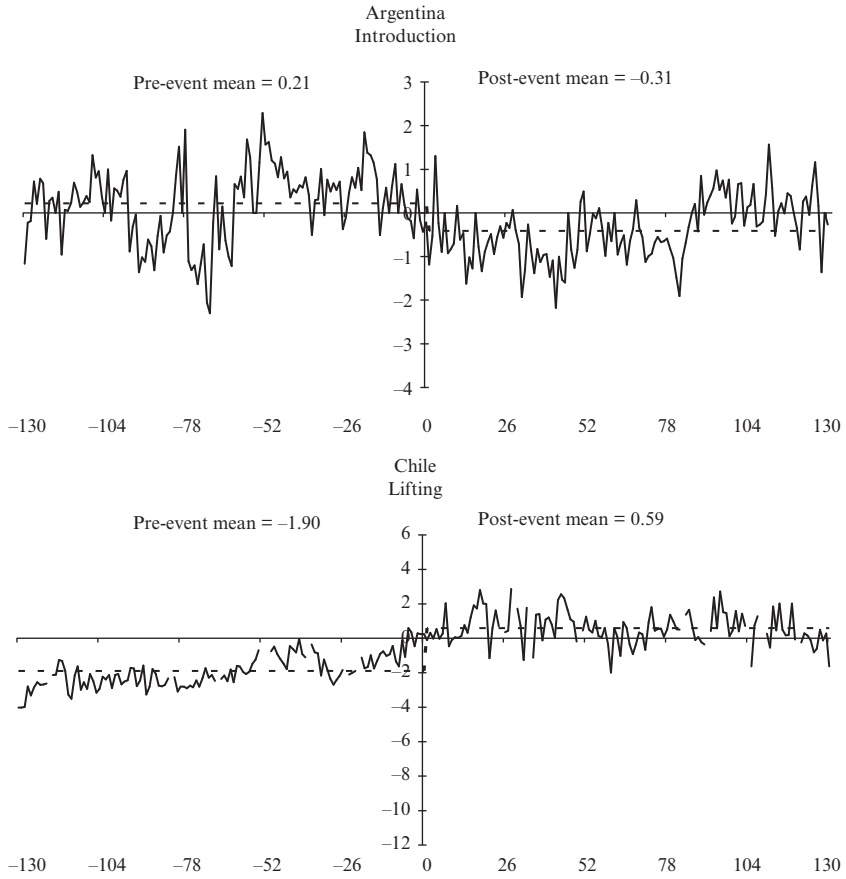 Argentina
Introduction
Pre-event mean = 0.21
Post-event mean = –0.31
3
2
1
0
–1
–2
–3
–4
–130 –104 –78 –52 –26 0 26 52 78 104 130
Chile
Lifting
Pre-event mean = –1.90
Post-event mean = 0.59
6
4
2
0
–2
–4
–6
–8
–10
–12
–130 –104 –78 –52 –26 0 26 52 78 104 130